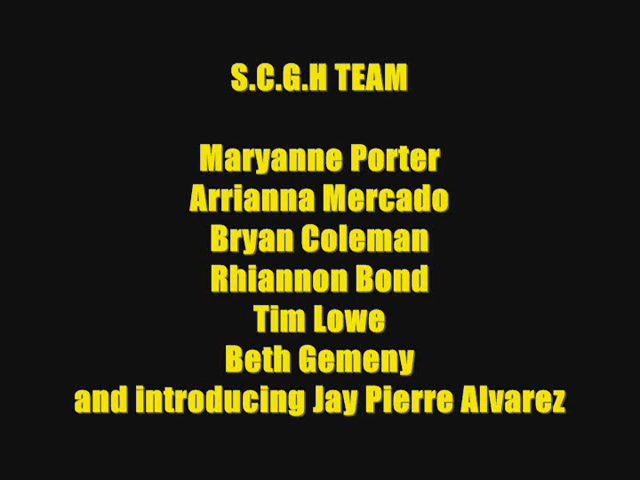 S.C.G.H TEAM
Maryanne Porter
Arrianna Mercado
Bryan Coleman
Rhiannon Bond
Tim Lowe
Beth Gemeny
and introducing Jay Pierre Alvarez